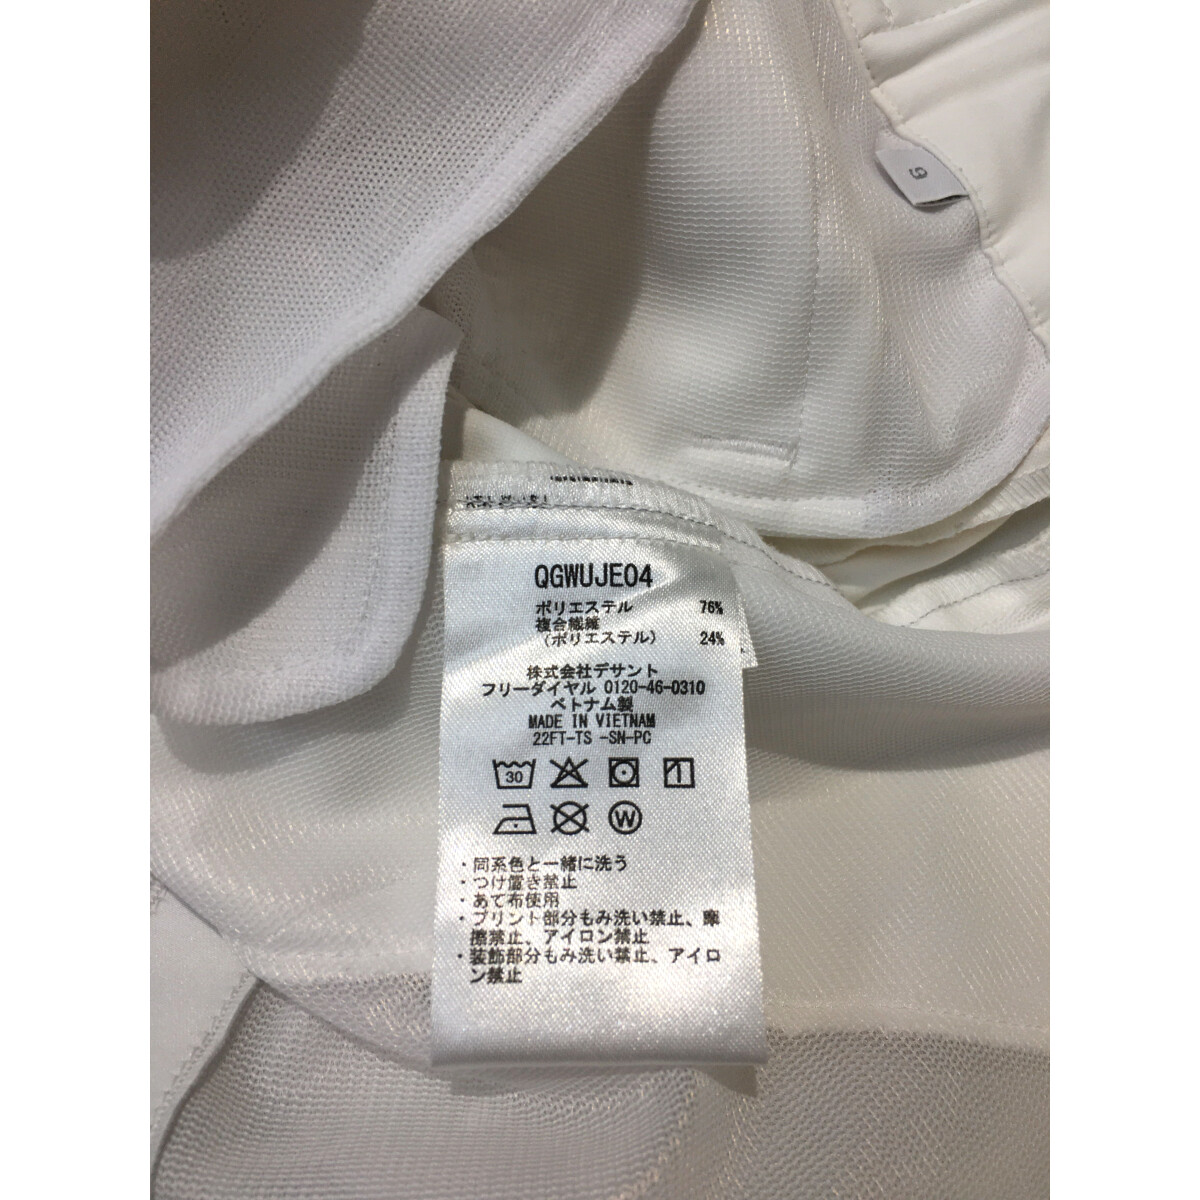 9
QGWUJE04
ポリエステル 76%
複合繊維
(ポリエステル) 24%
株式会社デサント
フリーダイヤル 0120-46-0310
ベトナム製
MADE IN VIETNAM
22FT-TS -SN-PC
30 1
W
・同系色と一緒に洗う
・つけ置き禁止
・あて布使用
・プリント部分もみ洗い禁止、摩
擦禁止、アイロン禁止
・装飾部分もみ洗い禁止、アイロ
ン禁止